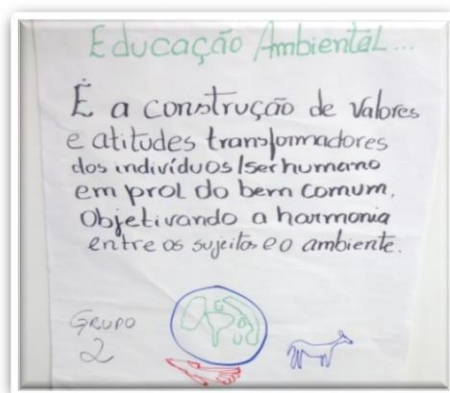 Educação Ambiental...
É a construção de valores
e atitudes transformadores
dos indivíduos/ser humano
em prol do bem comum.
Objetivando a harmonia
entre os sujeitos e o ambiente.
GRUPO
2